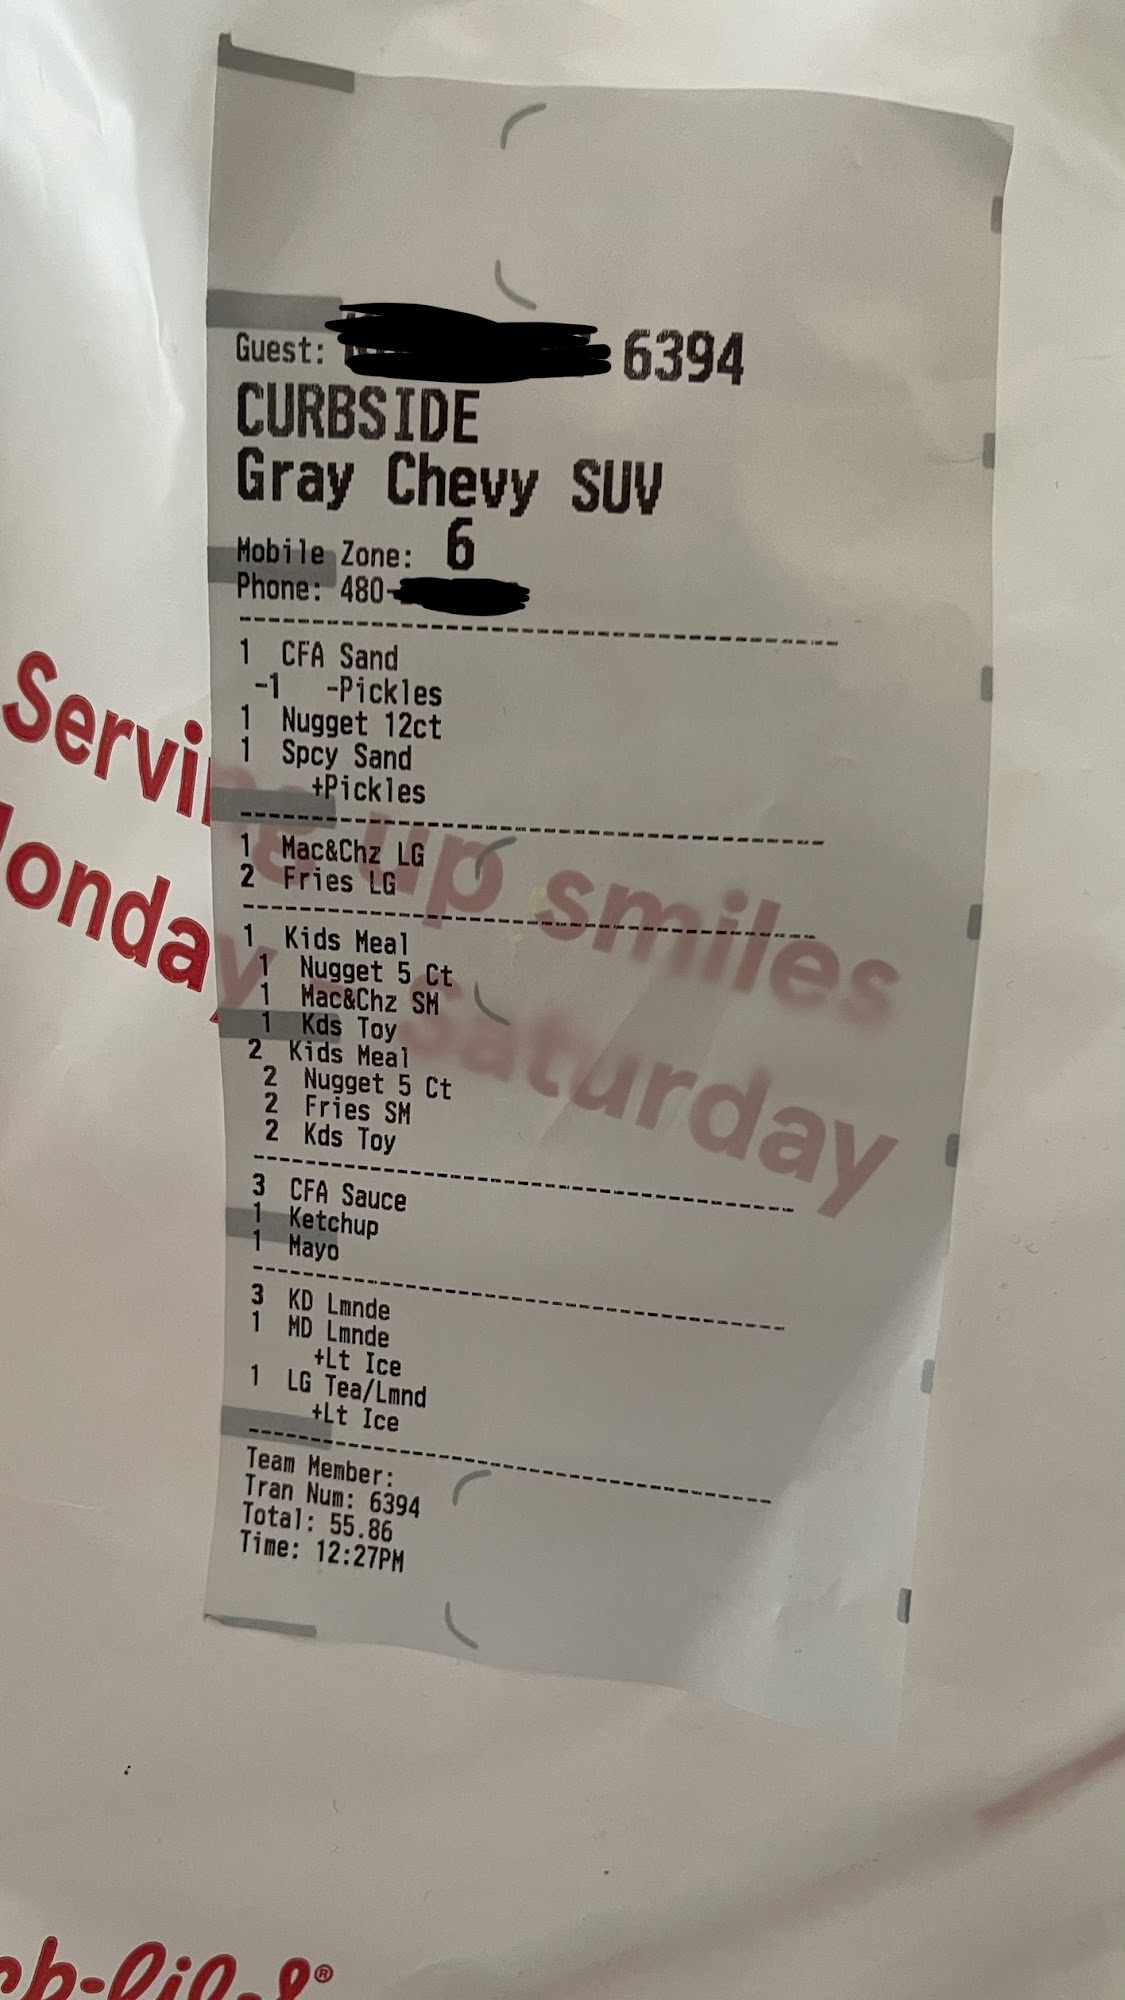 Guest: 6394
CURBSIDE
Gray Chevy SUV
Mobile Zone: 6
Phone: 480-
1 CFA Sand
-1 -Pickles
1 Nugget 12ct
1 Spcy Sand
+Pickles
1 Mac&Chz LG
2 Fries LG
1 Kids Meal
1 Nugget 5 Ct
1 Mac&Chz SM
1 Kds Toy
2 Kids Meal
2 Nugget 5 Ct
2 Fries SM
2 Kds Toy
3 CFA Sauce
1 Ketchup
1 Mayo
3 KD Lmnde
1 MD Lmnde
+Lt Ice
1 LG Tea/Lmnd
+Lt Ice
Team Member:
Tran Num: 6394
Total: 55.86
Time: 12:27PM
Serving up smiles
onday - Saturday
-fil-
®